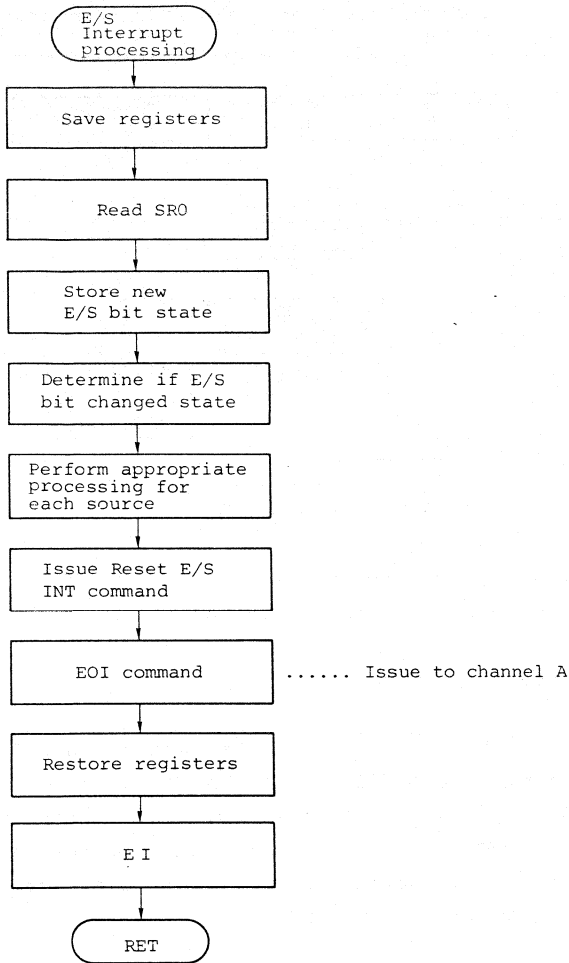 E/S
Interrupt
processing
Save registers
Read SR0
Store new
E/S bit state
Determine if E/S
bit changed state
Perform appropriate
processing for
each source
Issue Reset E/S
INT command
EOI command ...... Issue to channel A
Restore registers
EI
RET